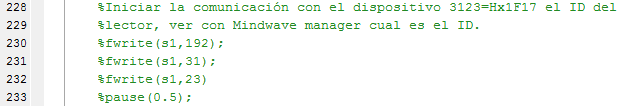 228 %Iniciar la comunicación con el dispositivo 3123=Hx1F17 el ID del
229 %lector, ver con Mindwave manager cual es el ID.
230 %fwrite(s1,192);
231 %fwrite(s1,31);
232 %fwrite(s1,23)
233 %pause(0.5);